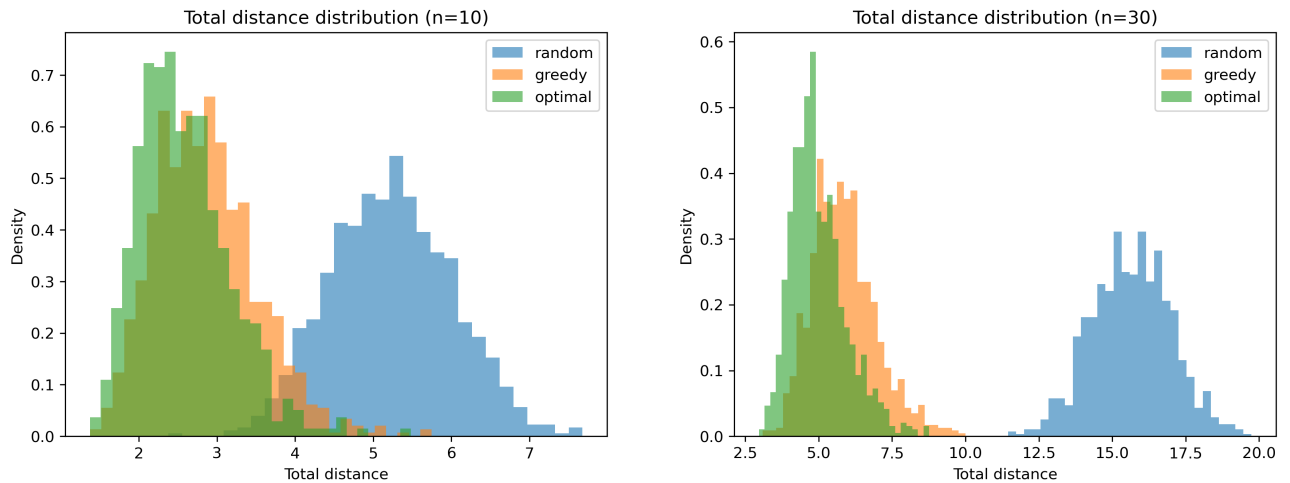 Total distance distribution (n=10)
random
greedy
optimal
0.7
0.6
0.5
0.4
0.3
0.2
0.1
0.0
Density
2 3 4 5 6 7
Total distance
Total distance distribution (n=30)
random
greedy
optimal
0.6
0.5
0.4
0.3
0.2
0.1
0.0
Density
2.5 5.0 7.5 10.0 12.5 15.0 17.5 20.0
Total distance